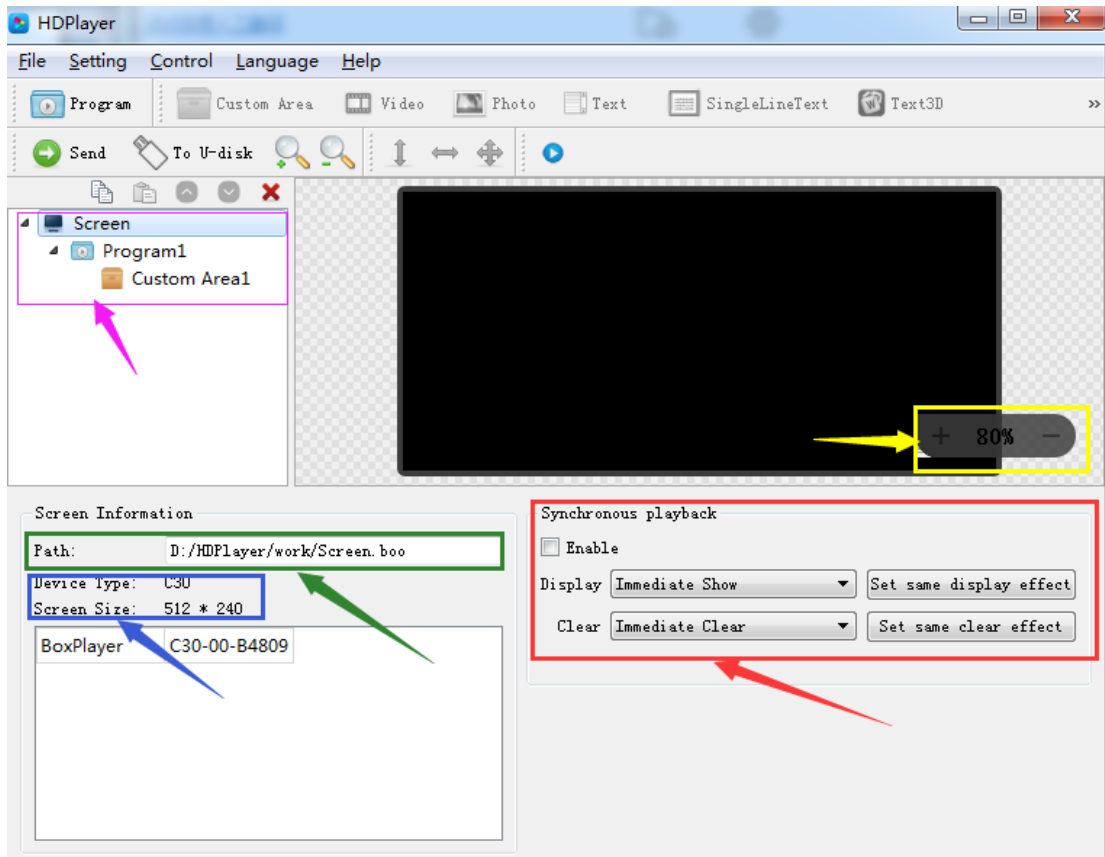 HDPlayer
File Setting Control Language Help
Program Custom Area Video Photo Text SingleLineText Text3D »
Send To U-disk
Screen
Program1
Custom Area1
+ 80% −
Screen Information
Path: D:/HDPlayer/work/Screen.boo
Device Type: C30
Screen Size: 512 * 240
BoxPlayer C30-00-B4809
Synchronous playback
Enable
Display Immediate Show Set same display effect
Clear Immediate Clear Set same clear effect